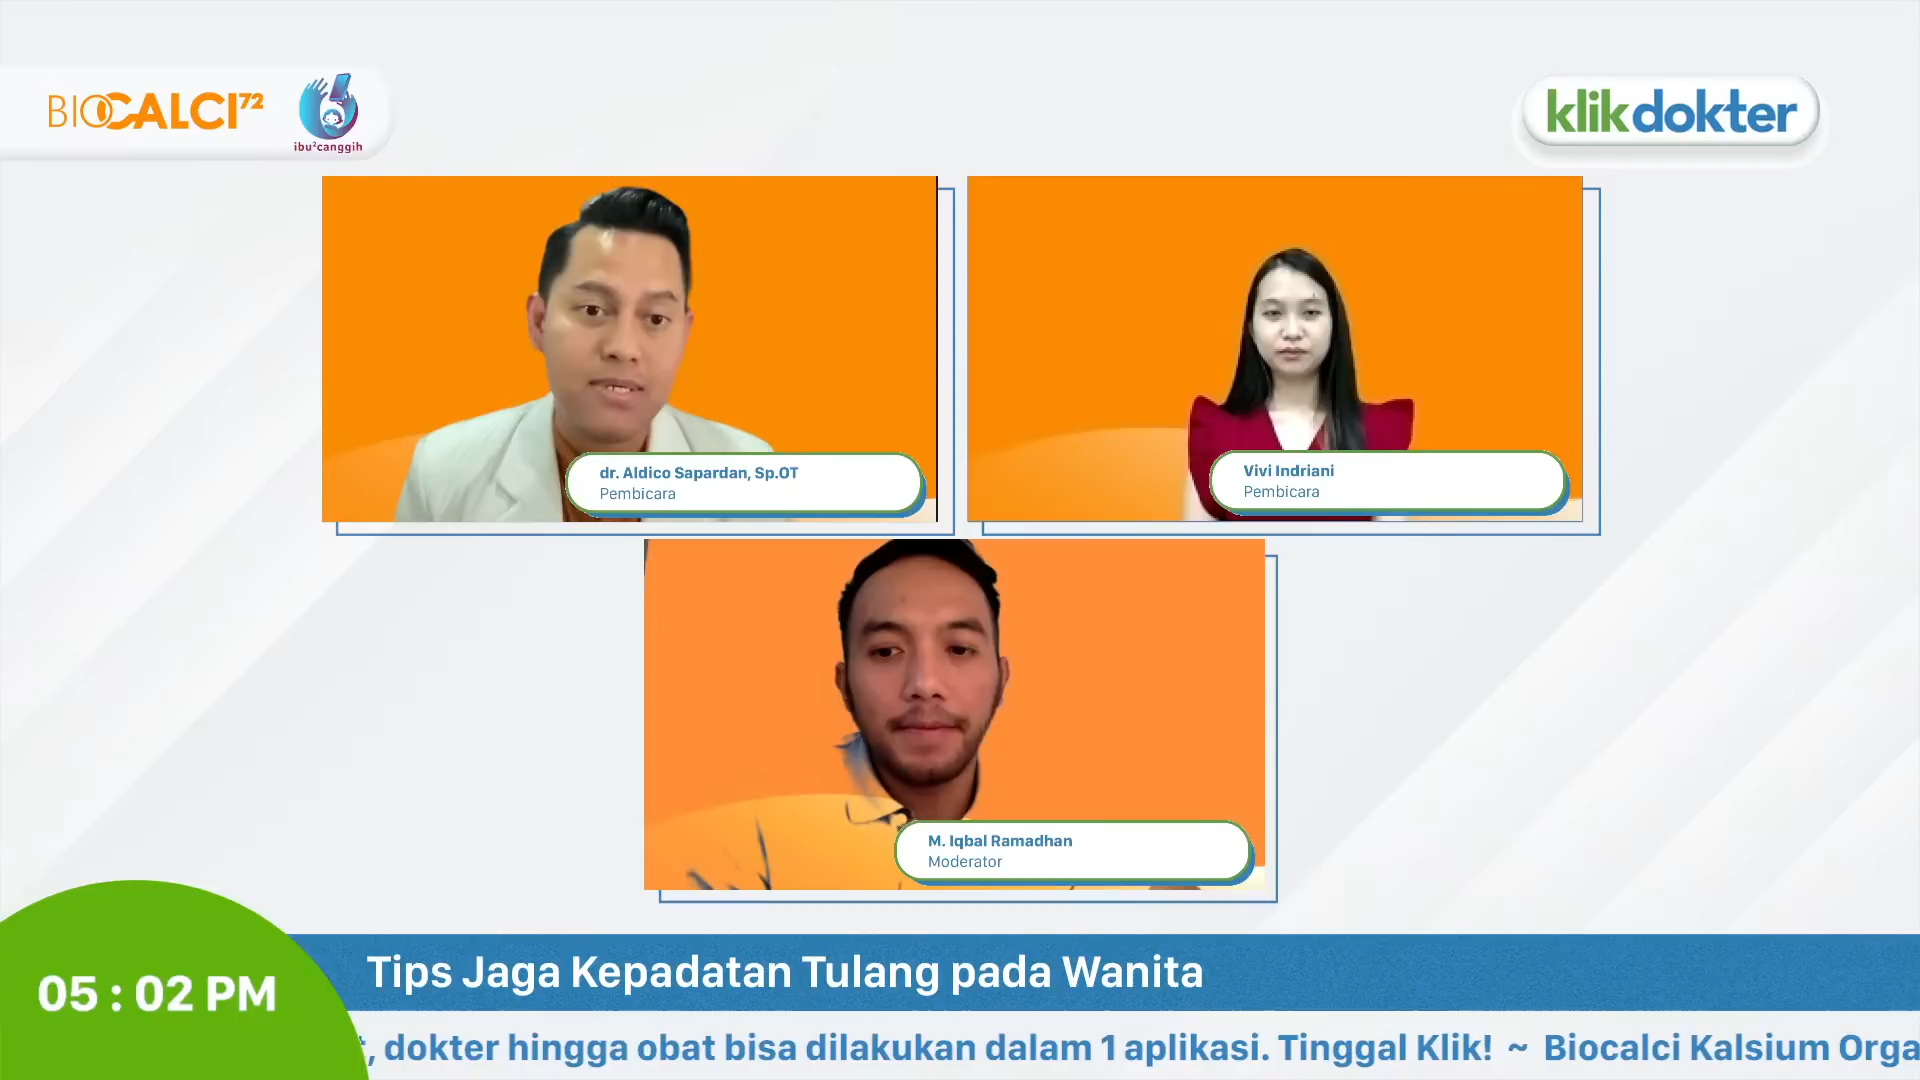 BIOCALCI72
ibu²canggih
klikdokter
dr. Aldico Sapardan, Sp.OT
Pembicara
Vivi Indriani
Pembicara
M. Iqbal Ramadhan
Moderator
05 : 02 PM
Tips Jaga Kepadatan Tulang pada Wanita
, dokter hingga obat bisa dilakukan dalam 1 aplikasi. Tinggal Klik! ~ Biocalci Kalsium Orga